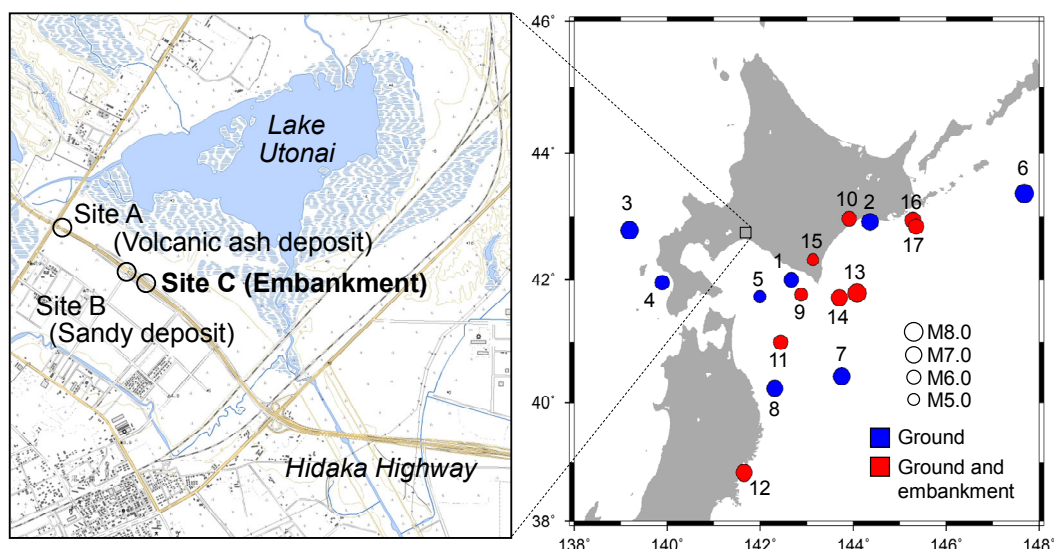 Lake
Utonai
Site A
(Volcanic ash deposit)
Site C (Embankment)
Site B
(Sandy deposit)
Hidaka Highway
46°
44°
42°
40°
38°
138°
140°
142°
144°
146°
148°
1
2
3
4
5
6
7
8
9
10
11
12
13
14
15
16
17
M8.0
M7.0
M6.0
M5.0
Ground
Ground and
embankment